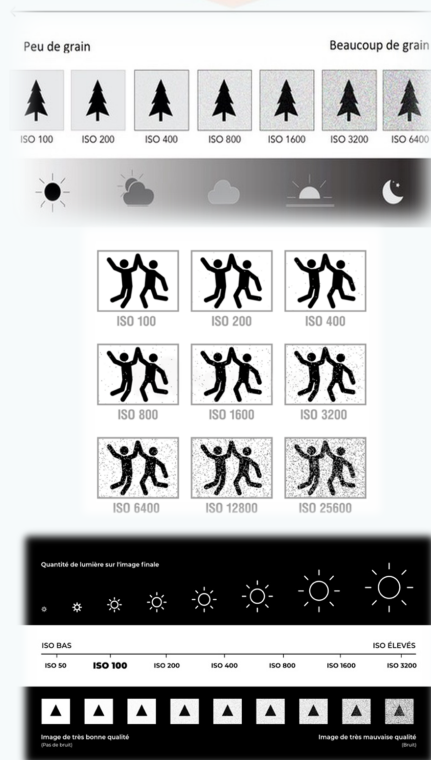 Peu de grain
Beaucoup de grain
ISO 100 ISO 200 ISO 400 ISO 800 ISO 1600 ISO 3200 ISO 6400
ISO 100 ISO 200 ISO 400
ISO 800 ISO 1600 ISO 3200
ISO 6400 ISO 12800 ISO 25600
Quantité de lumière sur l'image finale
ISO BAS
ISO ÉLEVÉS
ISO 50 ISO 100 ISO 200 ISO 400 ISO 800 ISO 1600 ISO 3200
Image de très bonne qualité
(Pas de bruit)
Image de très mauvaise qualité
(Bruit)